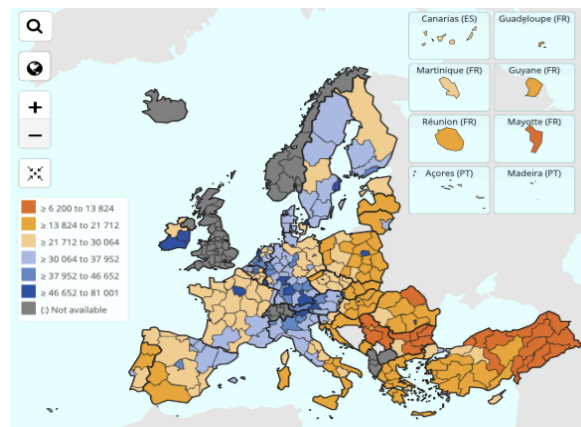 Canarias (ES)
Guadeloupe (FR)
Martinique (FR)
Guyane (FR)
Réunion (FR)
Mayotte (FR)
Açores (PT)
Madeira (PT)
+
−
≥ 6 200 to 13 824
≥ 13 824 to 21 712
≥ 21 712 to 30 064
≥ 30 064 to 37 952
≥ 37 952 to 46 652
≥ 46 652 to 81 001
(:) Not available